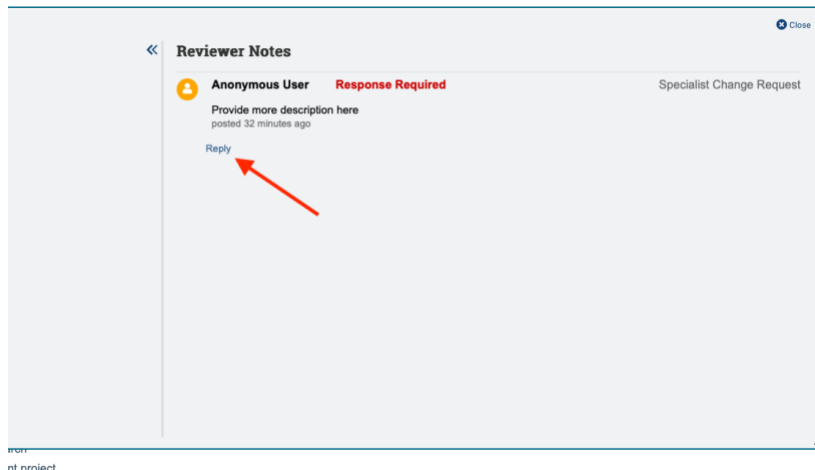 Close
Reviewer Notes
Anonymous User Response Required Specialist Change Request
Provide more description here
posted 32 minutes ago
Reply
nt project